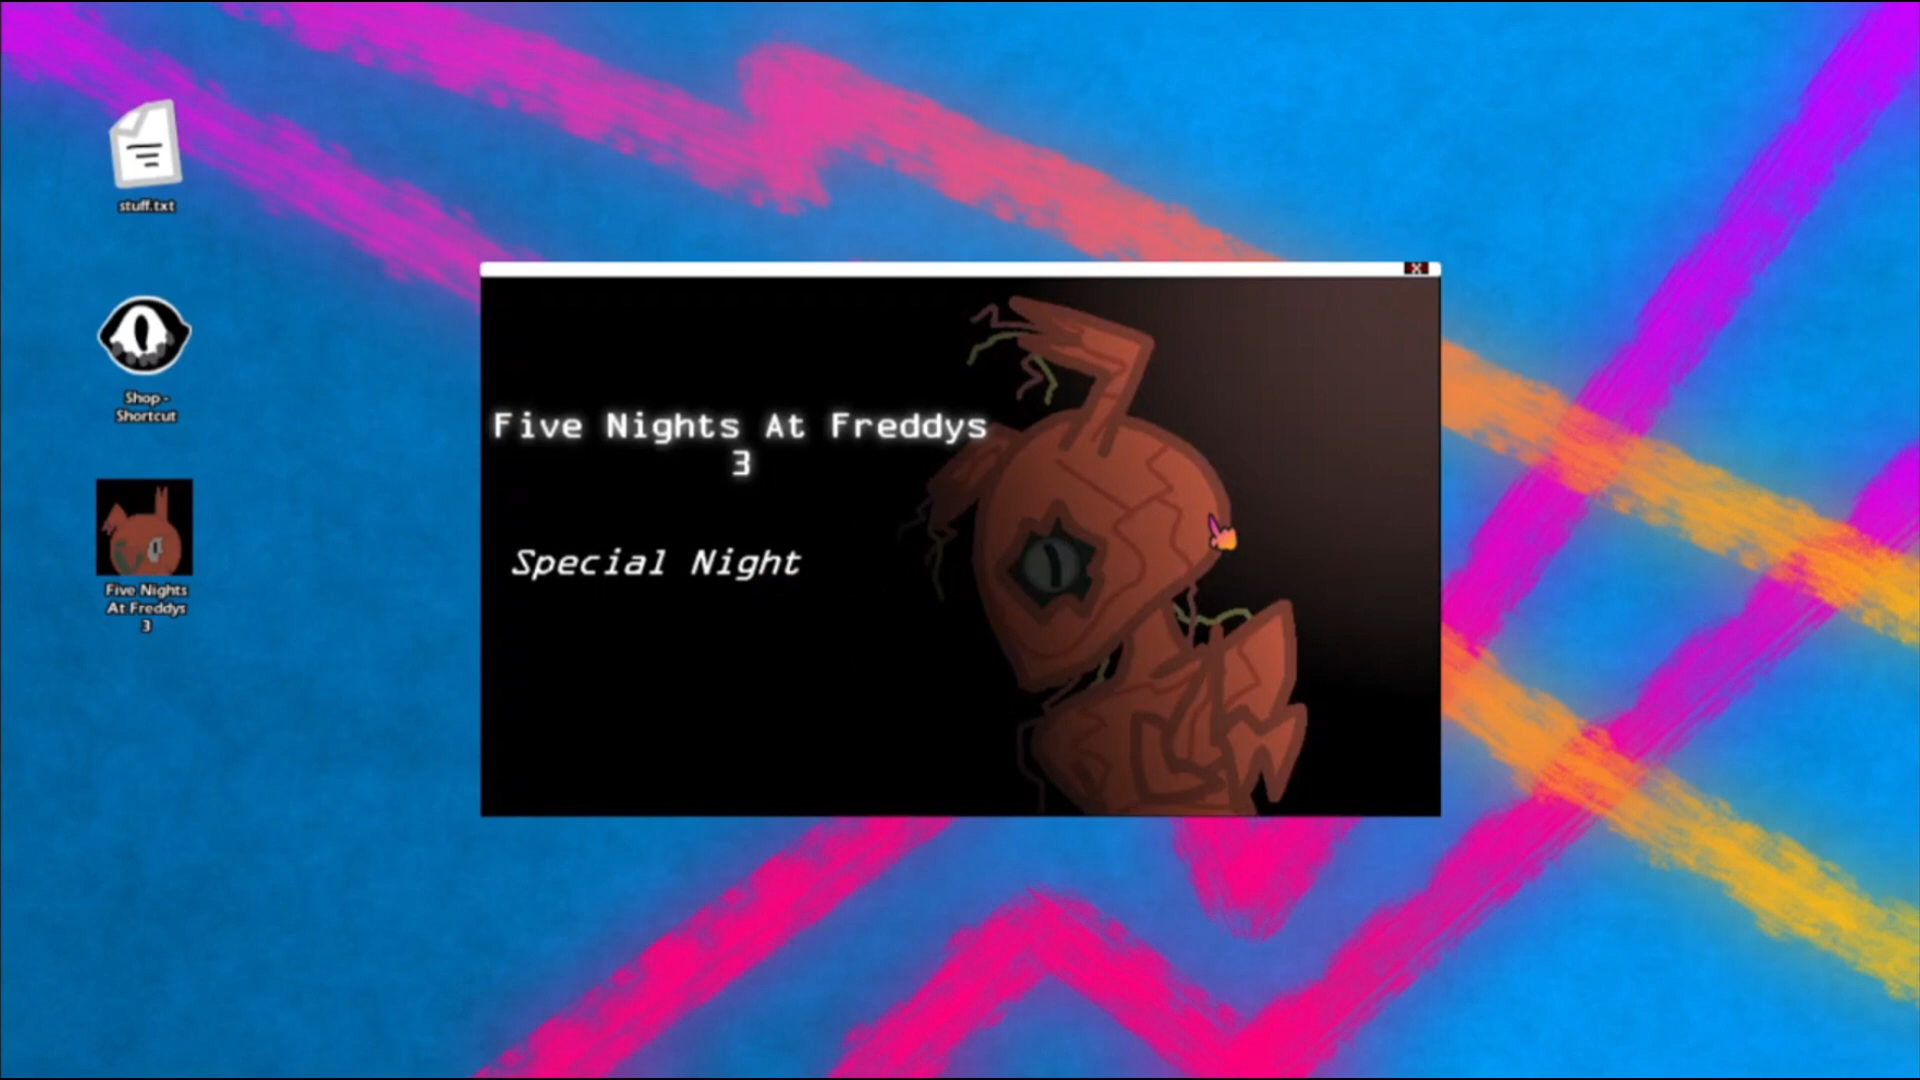 stuff.txt
Shop -
Shortcut
Five Nights
At Freddys
3
X
Five Nights At Freddys
3
Special Night